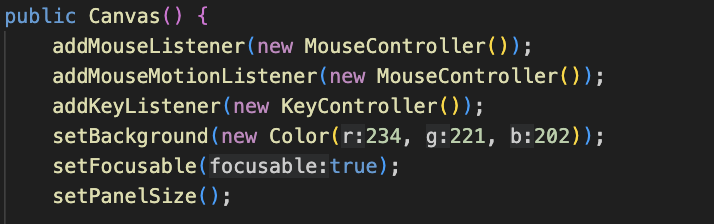 public Canvas() {
addMouseListener(new MouseController());
addMouseMotionListener(new MouseController());
addKeyListener(new KeyController());
setBackground(new Color(r:234, g:221, b:202));
setFocusable(focusable:true);
setPanelSize();